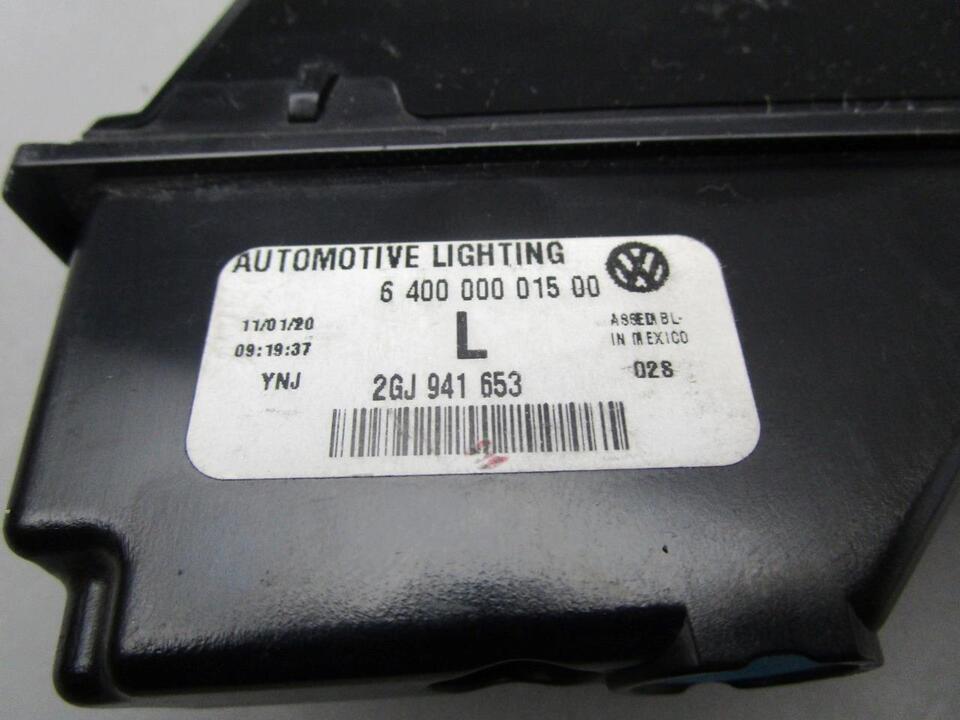 AUTOMOTIVE LIGHTING
6 400 000 015 00
11/01/20
09:19:37
YNJ
L
2GJ 941 653
ASSEMBL-
IN MEXICO
02S